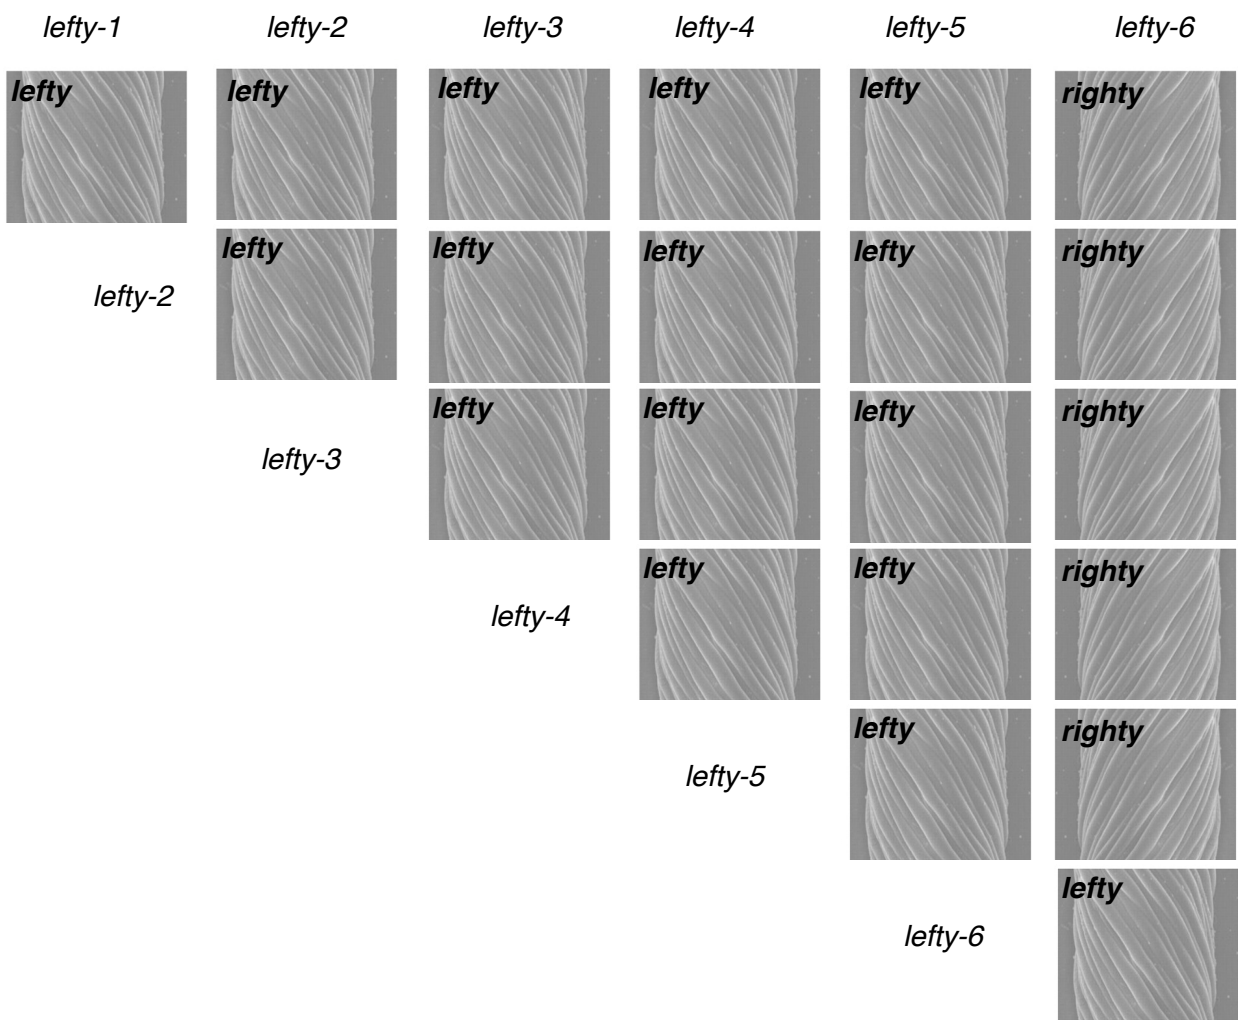 lefty-1 lefty-2 lefty-3 lefty-4 lefty-5 lefty-6
lefty lefty lefty lefty lefty righty
lefty lefty lefty lefty righty
lefty-2
lefty lefty lefty righty
lefty-3
lefty lefty righty
lefty-4
lefty righty
lefty-5
lefty
lefty-6